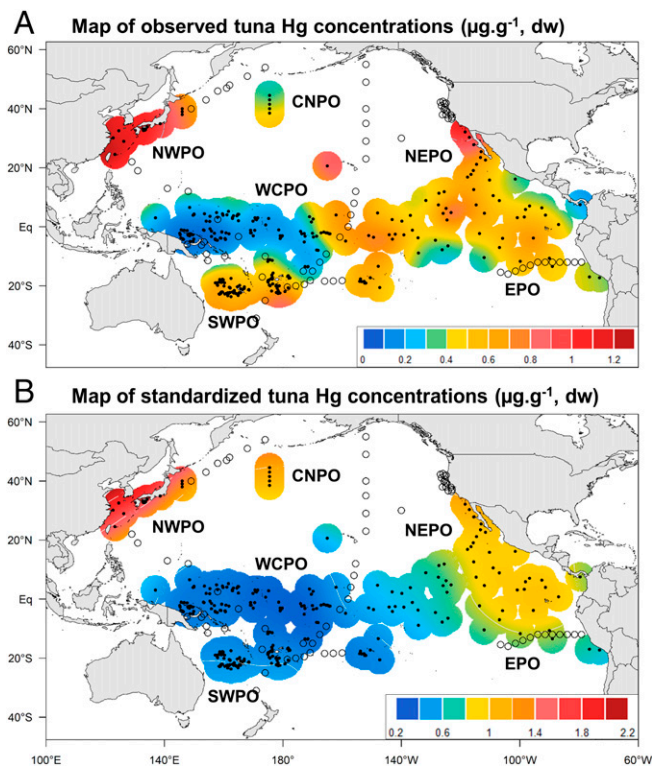 A Map of observed tuna Hg concentrations (µg.g⁻¹, dw)
60°N
40°N
20°N
Eq
20°S
40°S
CNPO
NWPO
NEPO
WCPO
EPO
SWPO
0 0.2 0.4 0.6 0.8 1 1.2
B Map of standardized tuna Hg concentrations (µg.g⁻¹, dw)
60°N
40°N
20°N
Eq
20°S
40°S
CNPO
NWPO
NEPO
WCPO
EPO
SWPO
0.2 0.6 1 1.4 1.8 2.2
100°E 140°E 180° 140°W 100°W 60°W